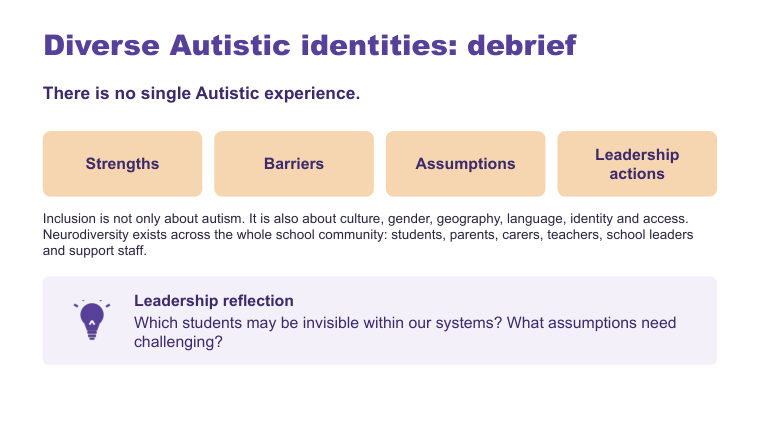 Diverse Autistic identities: debrief
There is no single Autistic experience.
Strengths
Barriers
Assumptions
Leadership
actions
Inclusion is not only about autism. It is also about culture, gender, geography, language, identity and access.
Neurodiversity exists across the whole school community: students, parents, carers, teachers, school leaders
and support staff.
Leadership reflection
Which students may be invisible within our systems? What assumptions need
challenging?